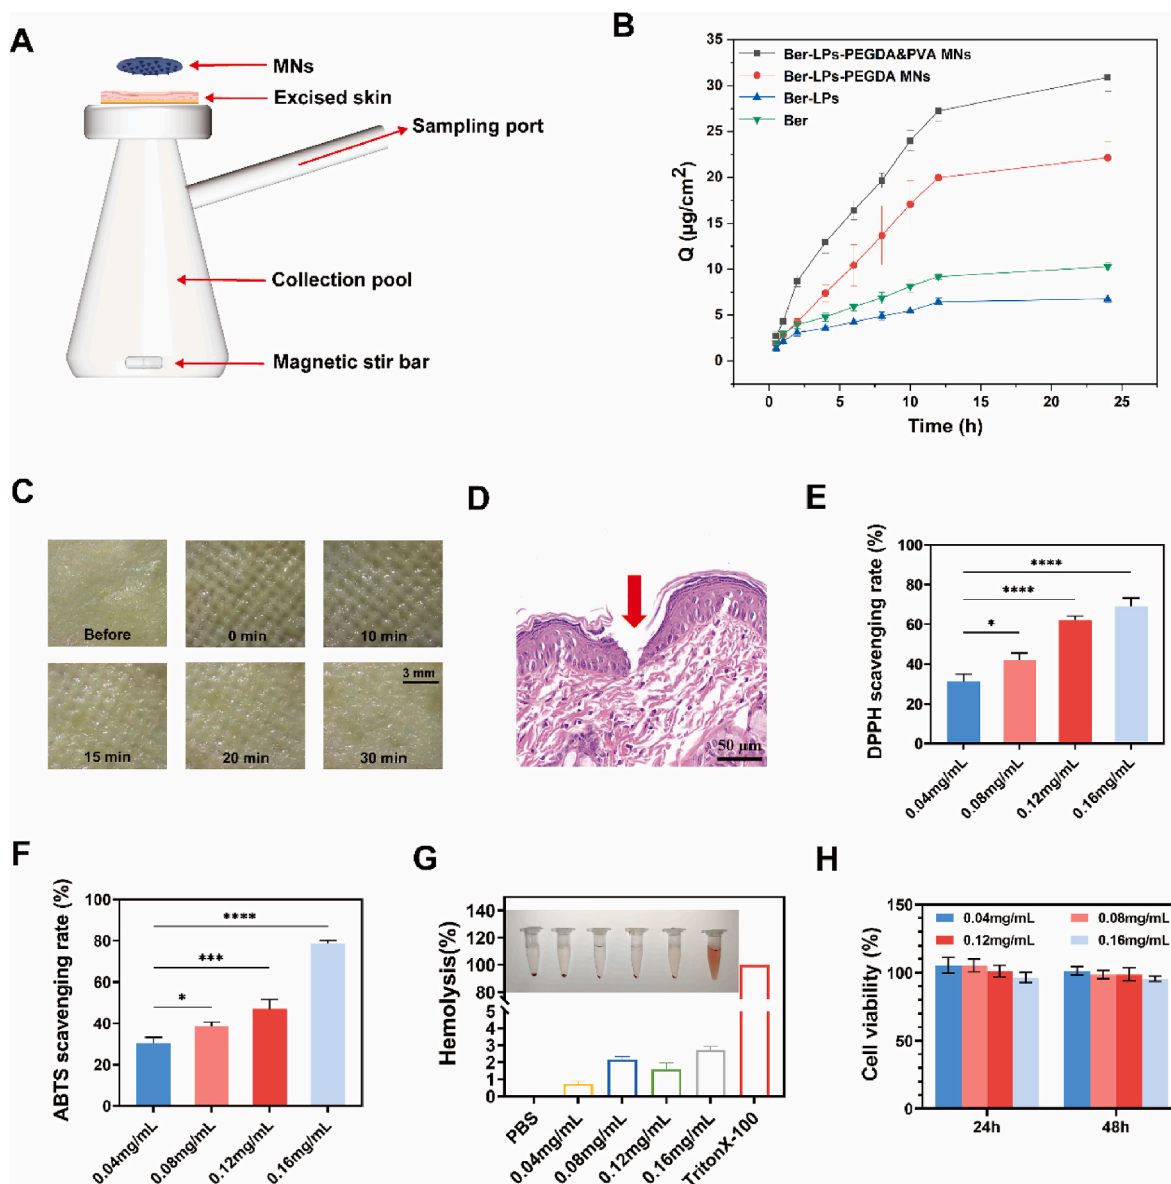 A
MNs
Excised skin
Sampling port
Collection pool
Magnetic stir bar
B
Ber-LPs-PEGDA&PVA MNs
Ber-LPs-PEGDA MNs
Ber-LPs
Ber
35
30
25
20
15
10
5
0
Q (μg/cm²)
0 5 10 15 20 25
Time (h)
C
Before
0 min
10 min
15 min
20 min
30 min
3 mm
D
50 μm
E
DPPH scavenging rate (%)
100
80
60
40
20
0
****
****
*
0.04mg/mL
0.08mg/mL
0.12mg/mL
0.16mg/mL
F
ABTS scavenging rate (%)
100
80
60
40
20
0
****
***
*
0.04mg/mL
0.08mg/mL
0.12mg/mL
0.16mg/mL
G
Hemolysis(%)
140
120
100
80
5
4
3
2
1
0
PBS
0.04mg/mL
0.08mg/mL
0.12mg/mL
0.16mg/mL
TritonX-100
H
Cell viability (%)
150
100
50
0
0.04mg/mL
0.08mg/mL
0.12mg/mL
0.16mg/mL
24h
48h